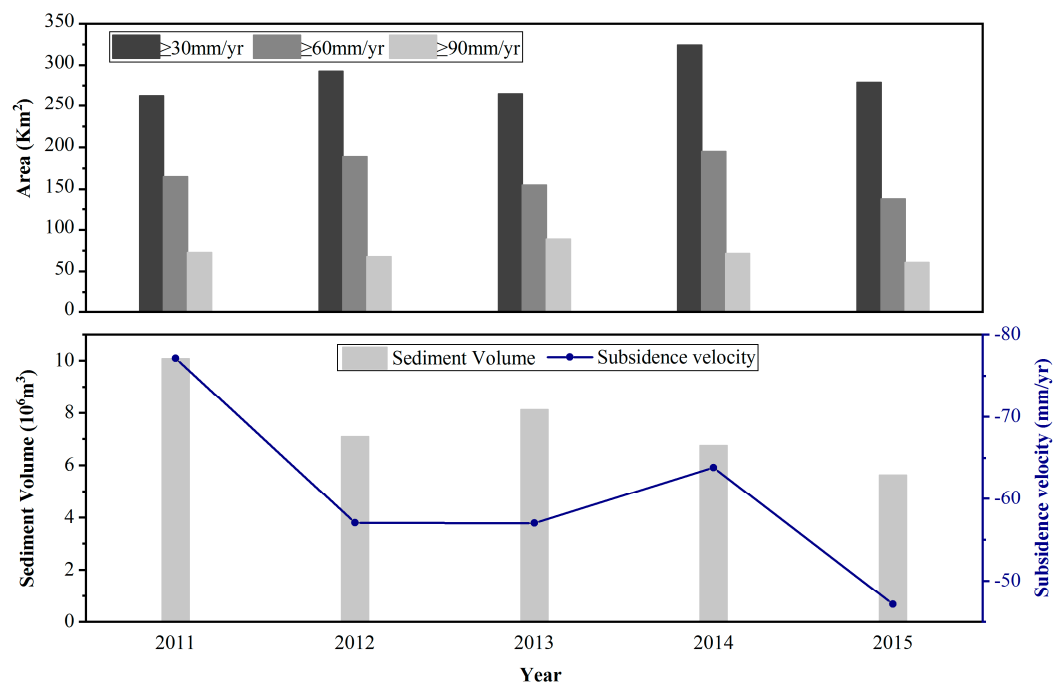 350
300
250
200
150
100
50
0
Area (Km²)
≥30mm/yr ≥60mm/yr ≥90mm/yr
10
8
6
4
2
0
Sediment Volume (10⁶m³)
Sediment Volume Subsidence velocity
-80
-70
-60
-50
Subsidence velocity (mm/yr)
2011 2012 2013 2014 2015
Year